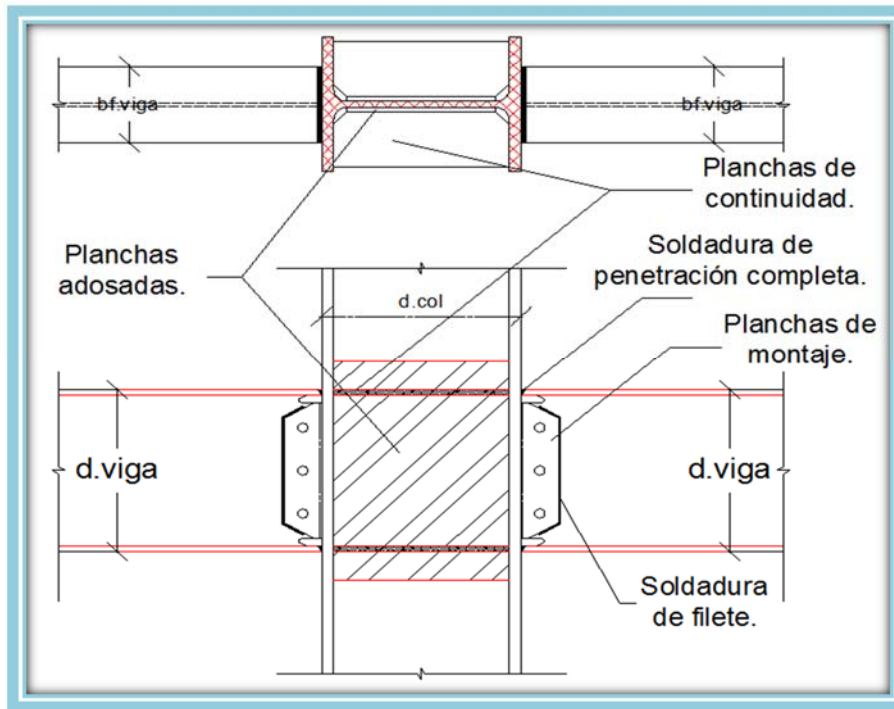 bf.viga
bf.viga
Planchas de
continuidad.
Planchas
adosadas.
Soldadura de
penetración completa.
d.col
Planchas de
montaje.
d.viga
d.viga
Soldadura
de filete.